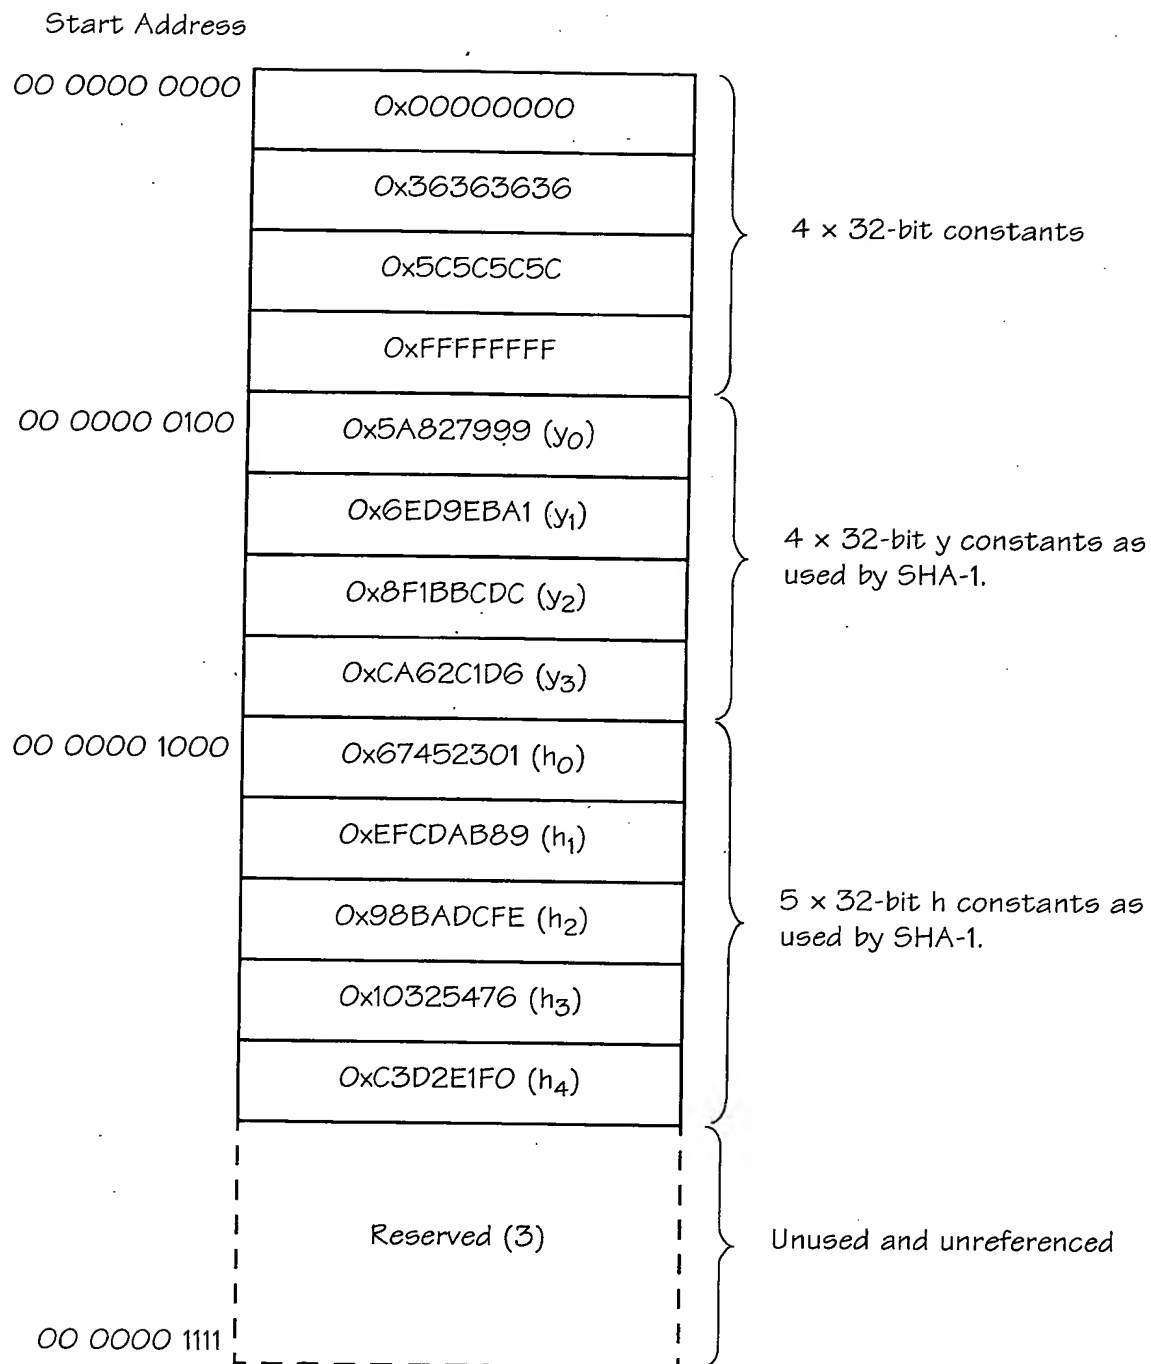 Start Address
00 0000 0000
0x00000000
0x36363636
4 × 32-bit constants
0x5C5C5C5C
0xFFFFFFFF
00 0000 0100
0x5A827999 (y0)
0x6ED9EBA1 (y1)
4 × 32-bit y constants as
used by SHA-1.
0x8F1BBCDC (y2)
0xCA62C1D6 (y3)
00 0000 1000
0x67452301 (h0)
0xEFCDAB89 (h1)
5 × 32-bit h constants as
used by SHA-1.
0x98BADCFE (h2)
0x10325476 (h3)
0xC3D2E1F0 (h4)
Reserved (3)
Unused and unreferenced
00 0000 1111